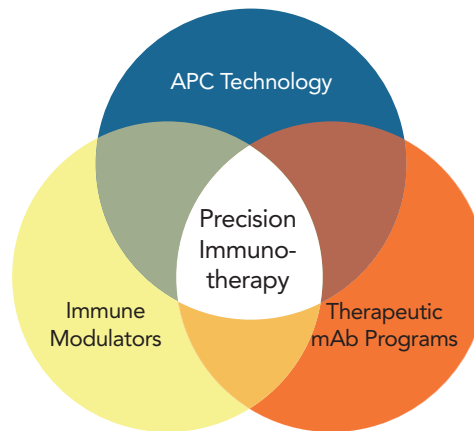 APC Technology
Precision
Immuno-
therapy
Immune
Modulators
Therapeutic
mAb Programs